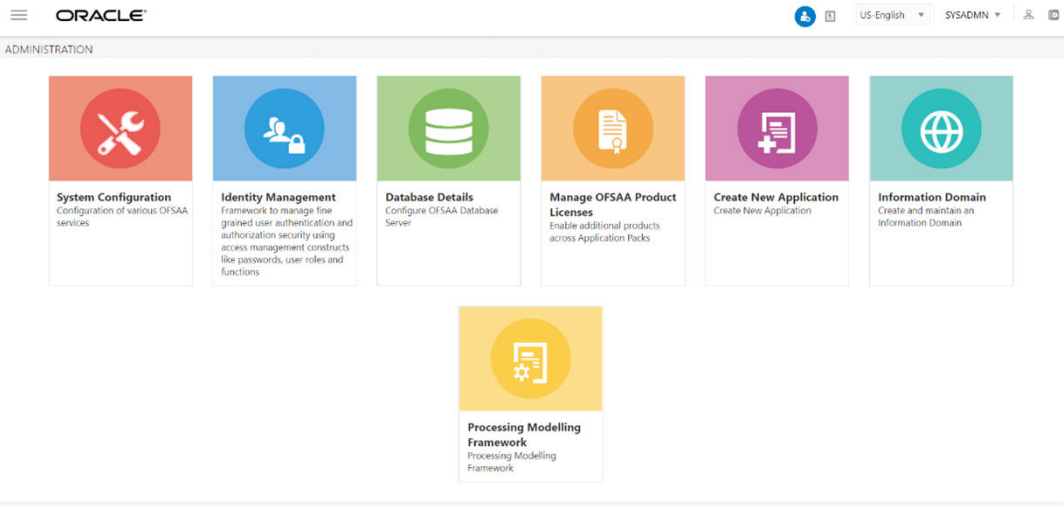 ORACLE
US-English
SYSADMN
ADMINISTRATION
System Configuration
Configuration of various OFSAA
services
Identity Management
Framework to manage fine
grained user authentication and
authorization security using
access management constructs
like passwords, user roles and
functions
Database Details
Configure OFSAA Database
Server
Manage OFSAA Product
Licenses
Enable additional products
across Application Packs
Create New Application
Create New Application
Information Domain
Create and maintain an
Information Domain
Processing Modelling
Framework
Processing Modelling
Framework